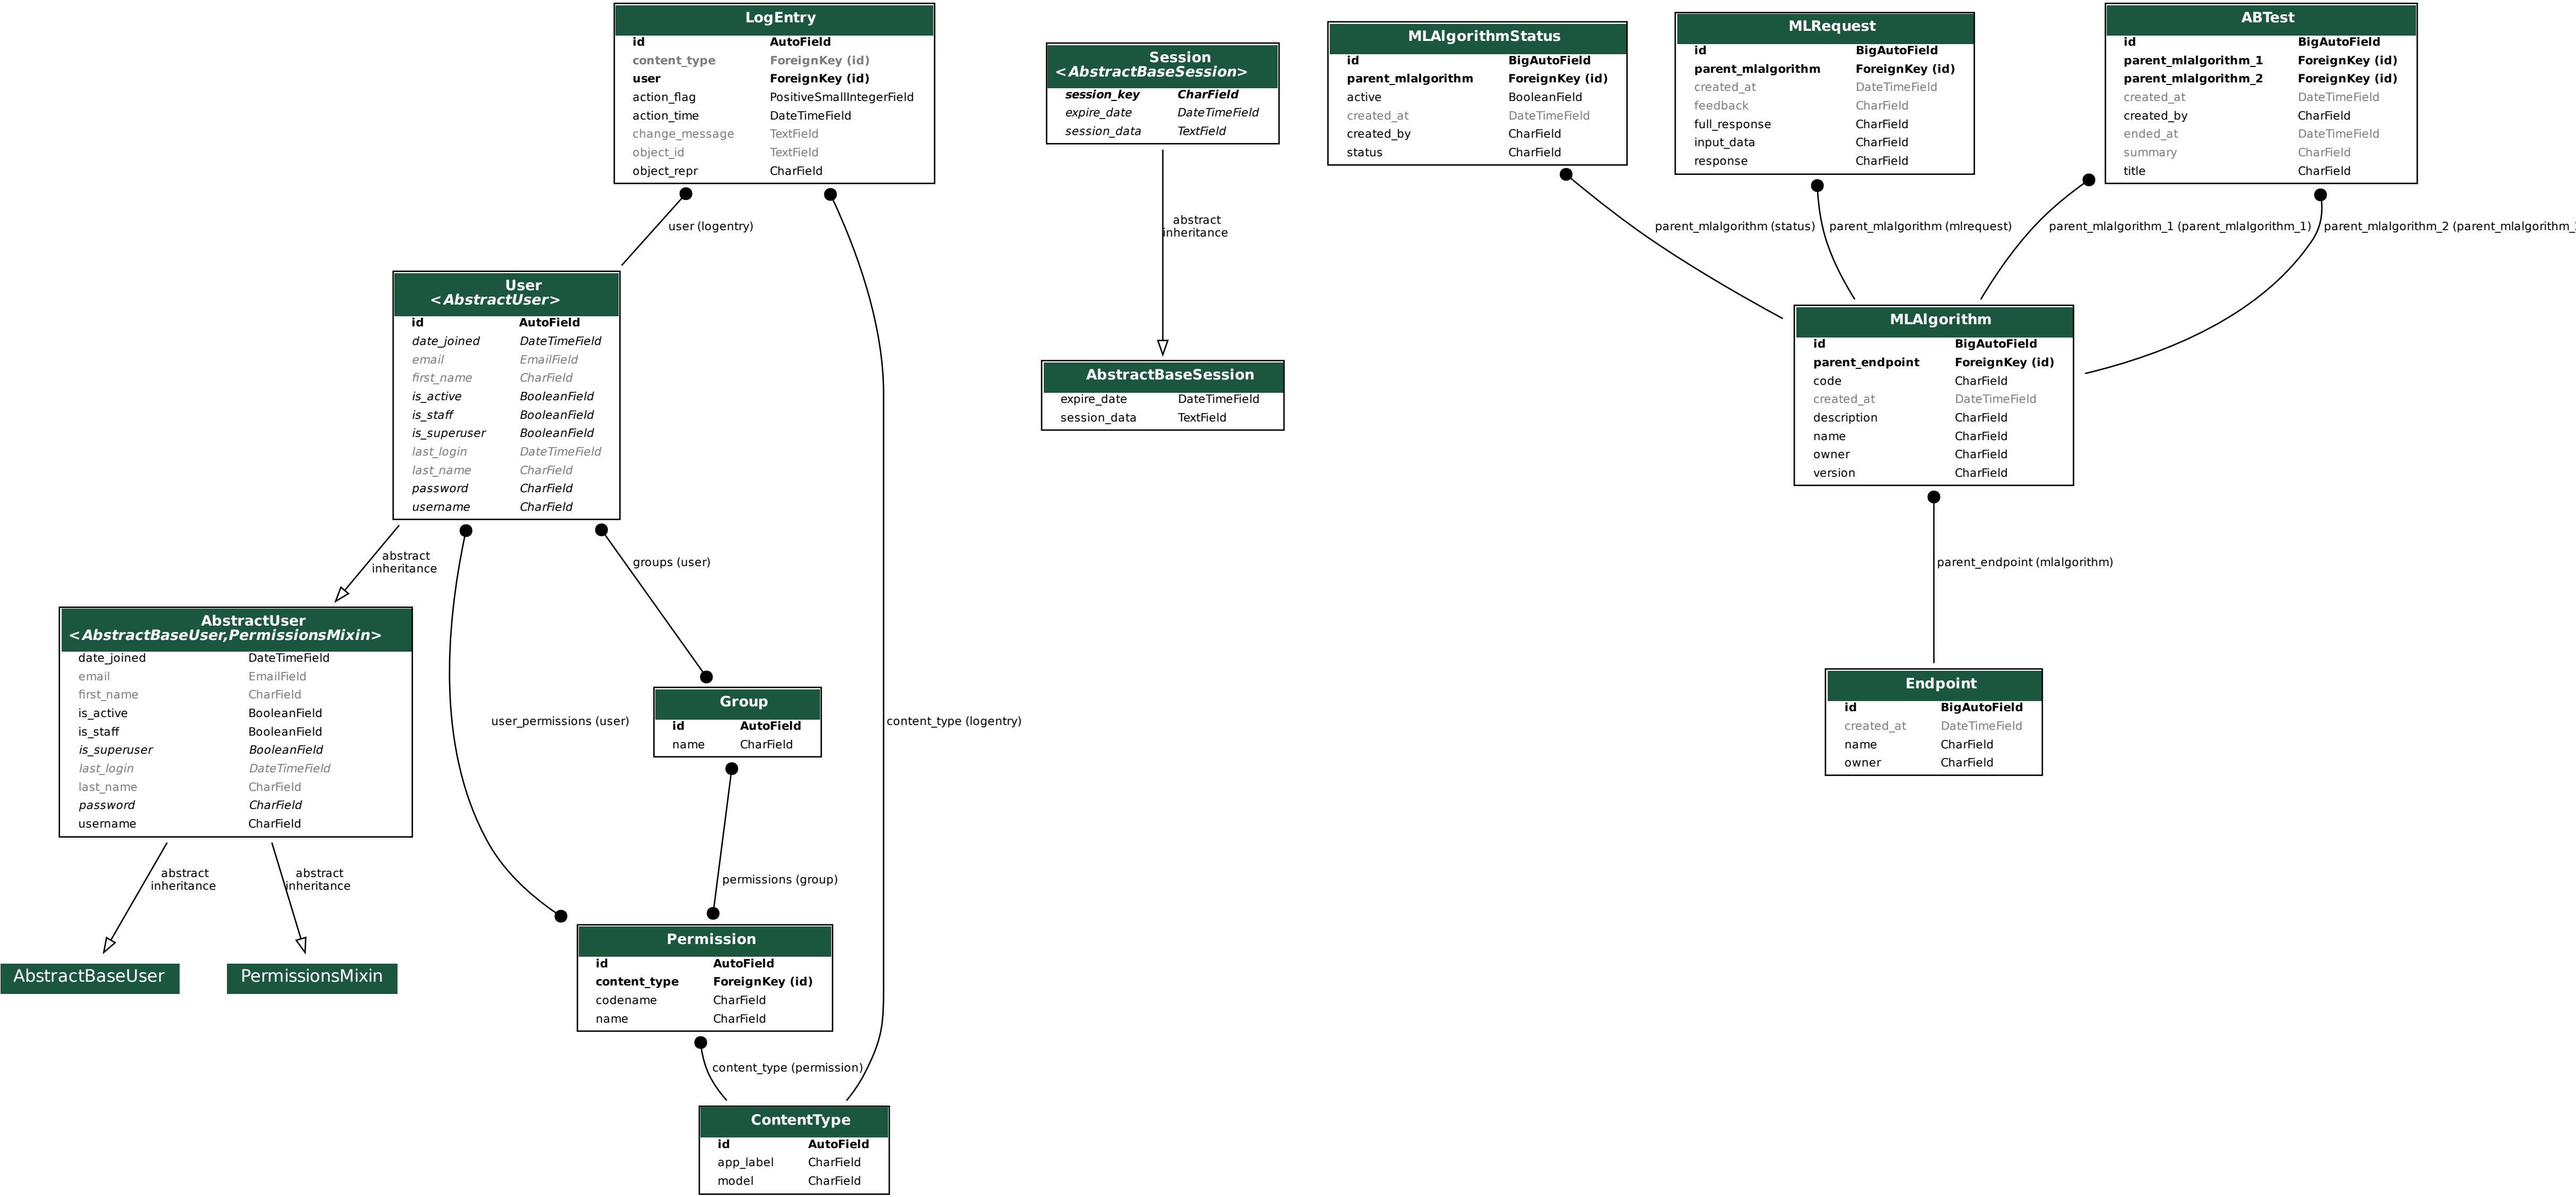 LogEntry
id AutoField
content_type ForeignKey (id)
user ForeignKey (id)
action_flag PositiveSmallIntegerField
action_time DateTimeField
change_message TextField
object_id TextField
object_repr CharField
Session
<AbstractBaseSession>
session_key CharField
expire_date DateTimeField
session_data TextField
MLAlgorithmStatus
id BigAutoField
parent_mlalgorithm ForeignKey (id)
active BooleanField
created_at DateTimeField
created_by CharField
status CharField
MLRequest
id BigAutoField
parent_mlalgorithm ForeignKey (id)
created_at DateTimeField
feedback CharField
full_response CharField
input_data CharField
response CharField
ABTest
id BigAutoField
parent_mlalgorithm_1 ForeignKey (id)
parent_mlalgorithm_2 ForeignKey (id)
created_at DateTimeField
created_by CharField
ended_at DateTimeField
summary CharField
title CharField
user (logentry)
abstract
inheritance
parent_mlalgorithm (status)
parent_mlalgorithm (mlrequest)
parent_mlalgorithm_1 (parent_mlalgorithm_1)
parent_mlalgorithm_2 (parent_mlalgorithm_
User
<AbstractUser>
id AutoField
date_joined DateTimeField
email EmailField
first_name CharField
is_active BooleanField
is_staff BooleanField
is_superuser BooleanField
last_login DateTimeField
last_name CharField
password CharField
username CharField
AbstractBaseSession
expire_date DateTimeField
session_data TextField
MLAlgorithm
id BigAutoField
parent_endpoint ForeignKey (id)
code CharField
created_at DateTimeField
description CharField
name CharField
owner CharField
version CharField
abstract
inheritance
groups (user)
parent_endpoint (mlalgorithm)
AbstractUser
<AbstractBaseUser,PermissionsMixin>
date_joined DateTimeField
email EmailField
first_name CharField
is_active BooleanField
is_staff BooleanField
is_superuser BooleanField
last_login DateTimeField
last_name CharField
password CharField
username CharField
user_permissions (user)
Group
id AutoField
name CharField
content_type (logentry)
Endpoint
id BigAutoField
created_at DateTimeField
name CharField
owner CharField
abstract
inheritance
abstract
inheritance
permissions (group)
AbstractBaseUser
PermissionsMixin
Permission
id AutoField
content_type ForeignKey (id)
codename CharField
name CharField
content_type (permission)
ContentType
id AutoField
app_label CharField
model CharField